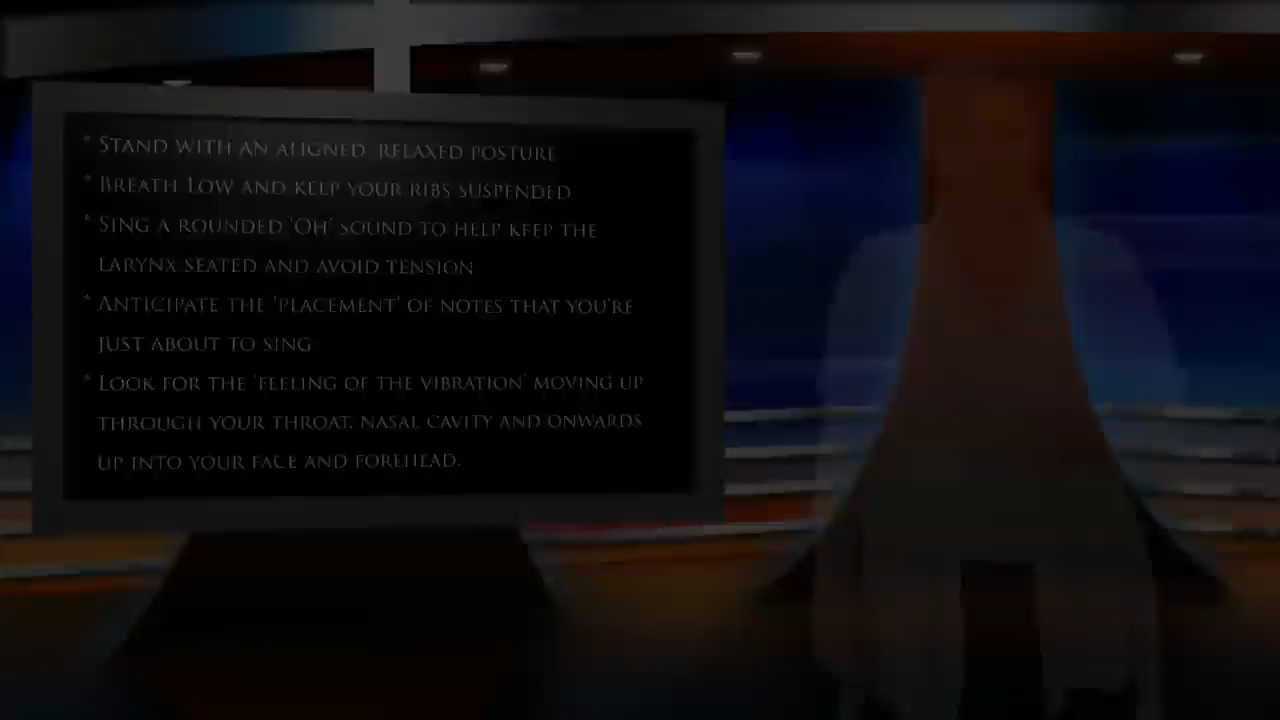 * Stand with an aligned relaxed posture
* Breath Low and keep your ribs suspended
* Sing a rounded 'Oh' sound to help keep the
larynx seated and avoid tension
* Anticipate the 'placement' of notes that you're
just about to sing
* Look for the 'feeling of the vibration' moving up
through your throat, nasal cavity and onwards
up into your face and forehead.